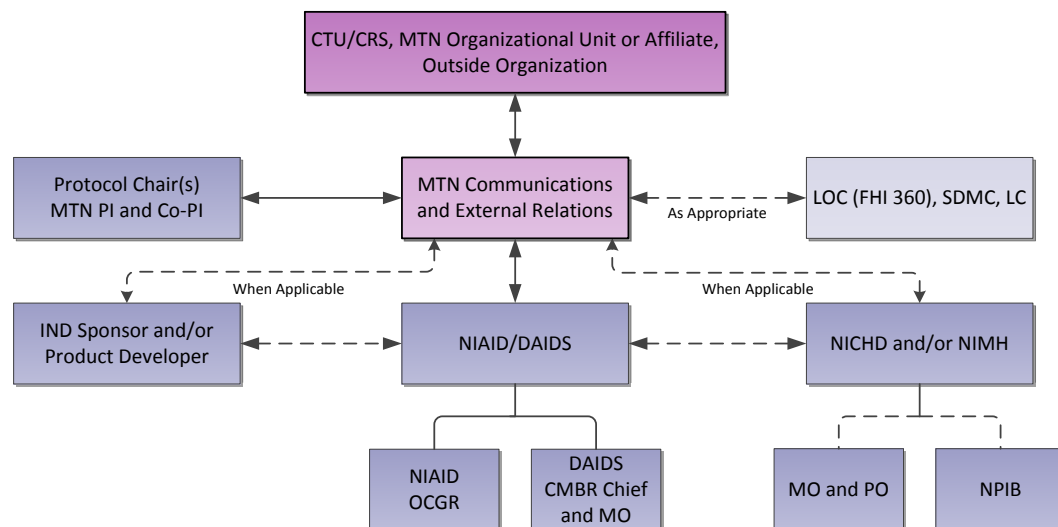 CTU/CRS, MTN Organizational Unit or Affiliate,
Outside Organization
Protocol Chair(s)
MTN PI and Co-PI
MTN Communications
and External Relations
As Appropriate
LOC (FHI 360), SDMC, LC
When Applicable
When Applicable
IND Sponsor and/or
Product Developer
NIAID/DAIDS
NICHD and/or NIMH
NIAID
OCGR
DAIDS
CMBR Chief
and MO
MO and PO
NPIB